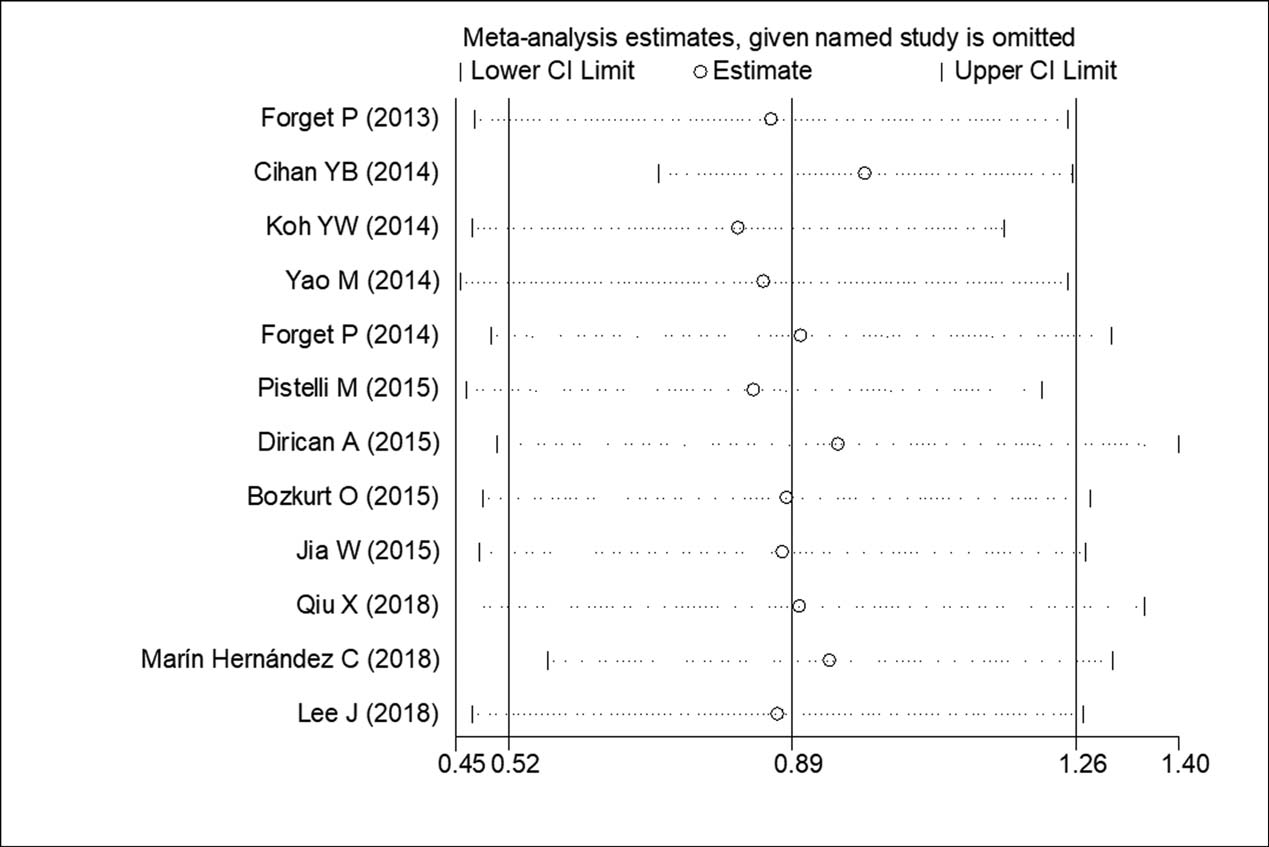 Meta-analysis estimates, given named study is omitted
| Lower CI Limit ○ Estimate | Upper CI Limit
Forget P (2013)
Cihan YB (2014)
Koh YW (2014)
Yao M (2014)
Forget P (2014)
Pistelli M (2015)
Dirican A (2015)
Bozkurt O (2015)
Jia W (2015)
Qiu X (2018)
Marín Hernández C (2018)
Lee J (2018)
0.45 0.52 0.89 1.26 1.40